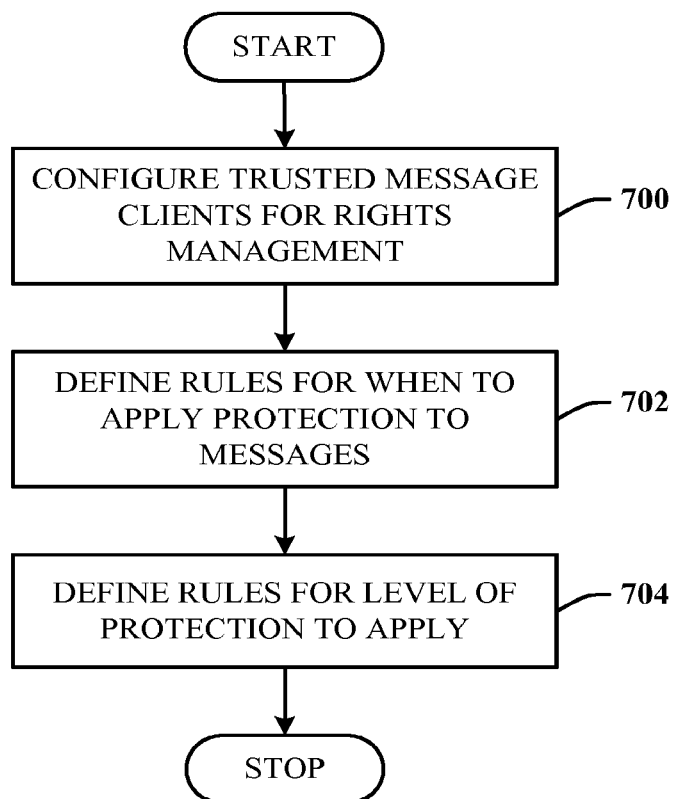 START
CONFIGURE TRUSTED MESSAGE
CLIENTS FOR RIGHTS
MANAGEMENT
700
DEFINE RULES FOR WHEN TO
APPLY PROTECTION TO
MESSAGES
702
DEFINE RULES FOR LEVEL OF
PROTECTION TO APPLY
704
STOP